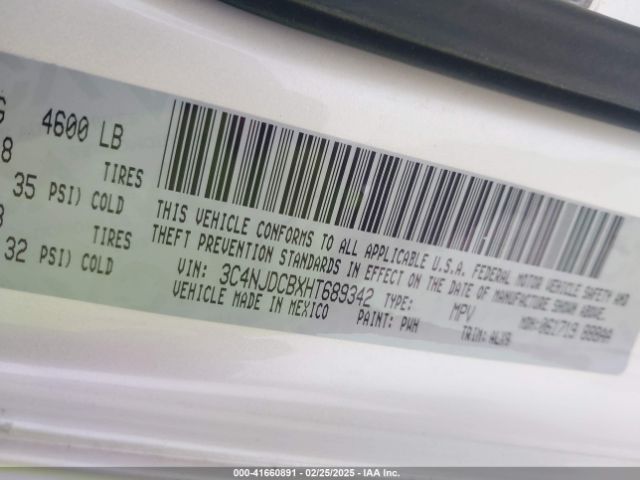 G 4600 LB
8 TIRES
35 PSI) COLD
TIRES
32 PSI) COLD
THIS VEHICLE CONFORMS TO ALL APPLICABLE U.S.A. FEDERAL MOTOR VEHICLE SAFETY AND
THEFT PREVENTION STANDARDS IN EFFECT ON THE DATE OF MANUFACTURE SHOWN ABOVE.
VIN: 3C4NJDCBXHT689342 TYPE: MPV
VEHICLE MADE IN MEXICO PAINT: PWH TRIM:
000-41660891 - 02/25/2025 - IAA Inc.